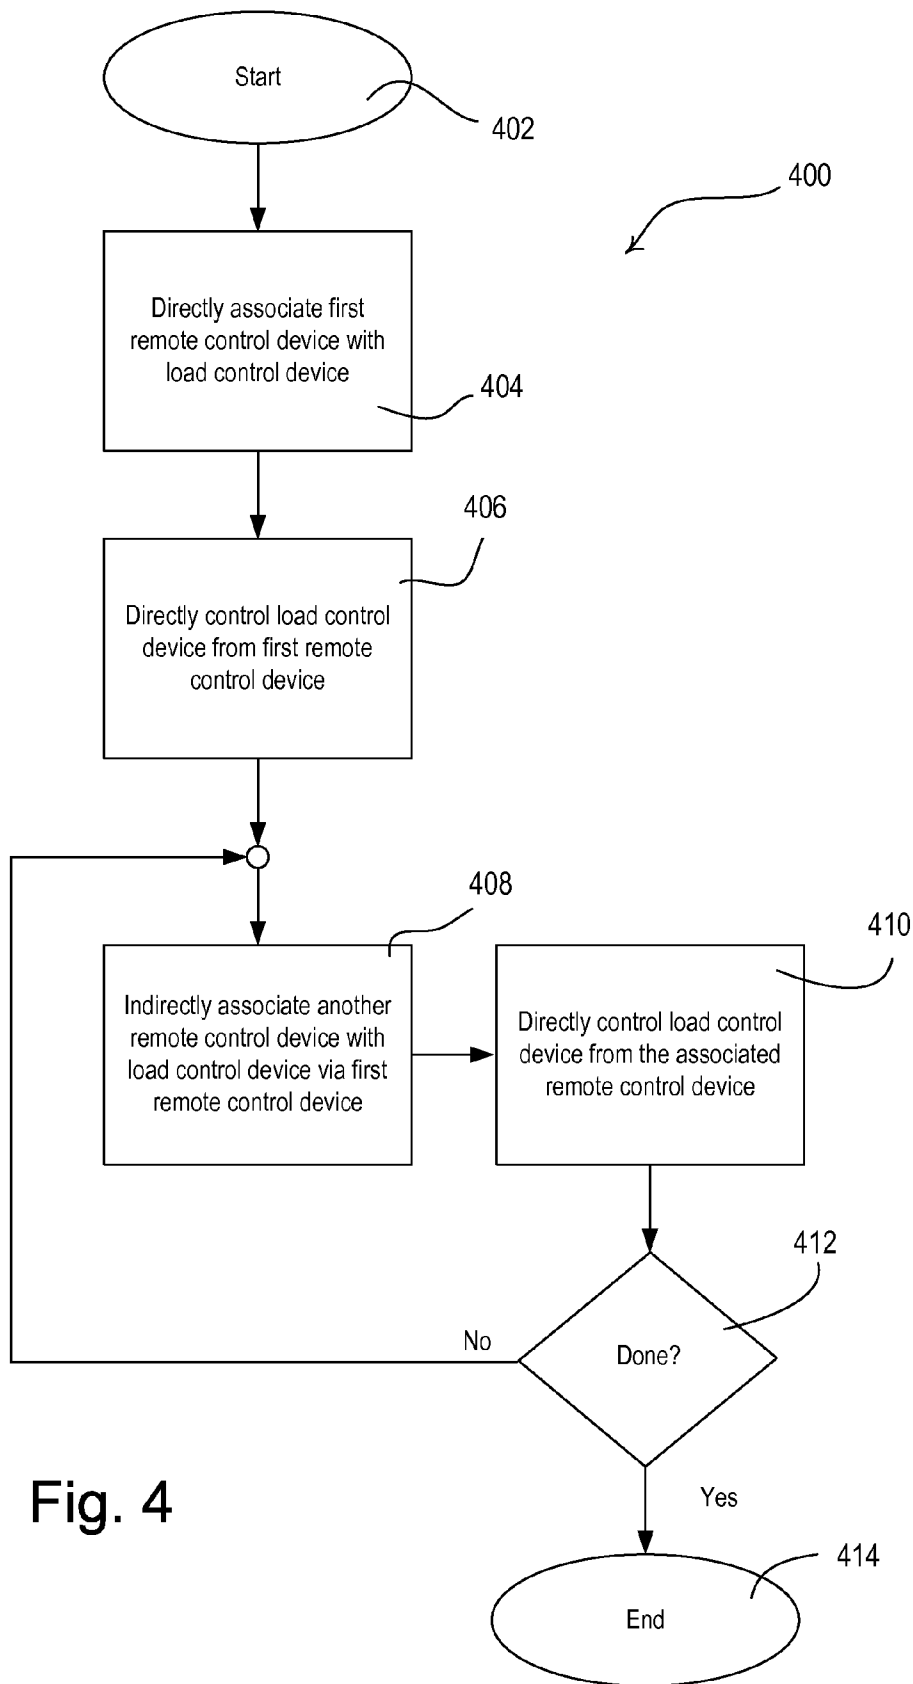 Start
402
400
Directly associate first
remote control device with
load control device
404
406
Directly control load control
device from first remote
control device
408
410
Indirectly associate another
remote control device with
load control device via first
remote control device
Directly control load control
device from the associated
remote control device
412
No
Done?
Fig. 4
Yes
414
End